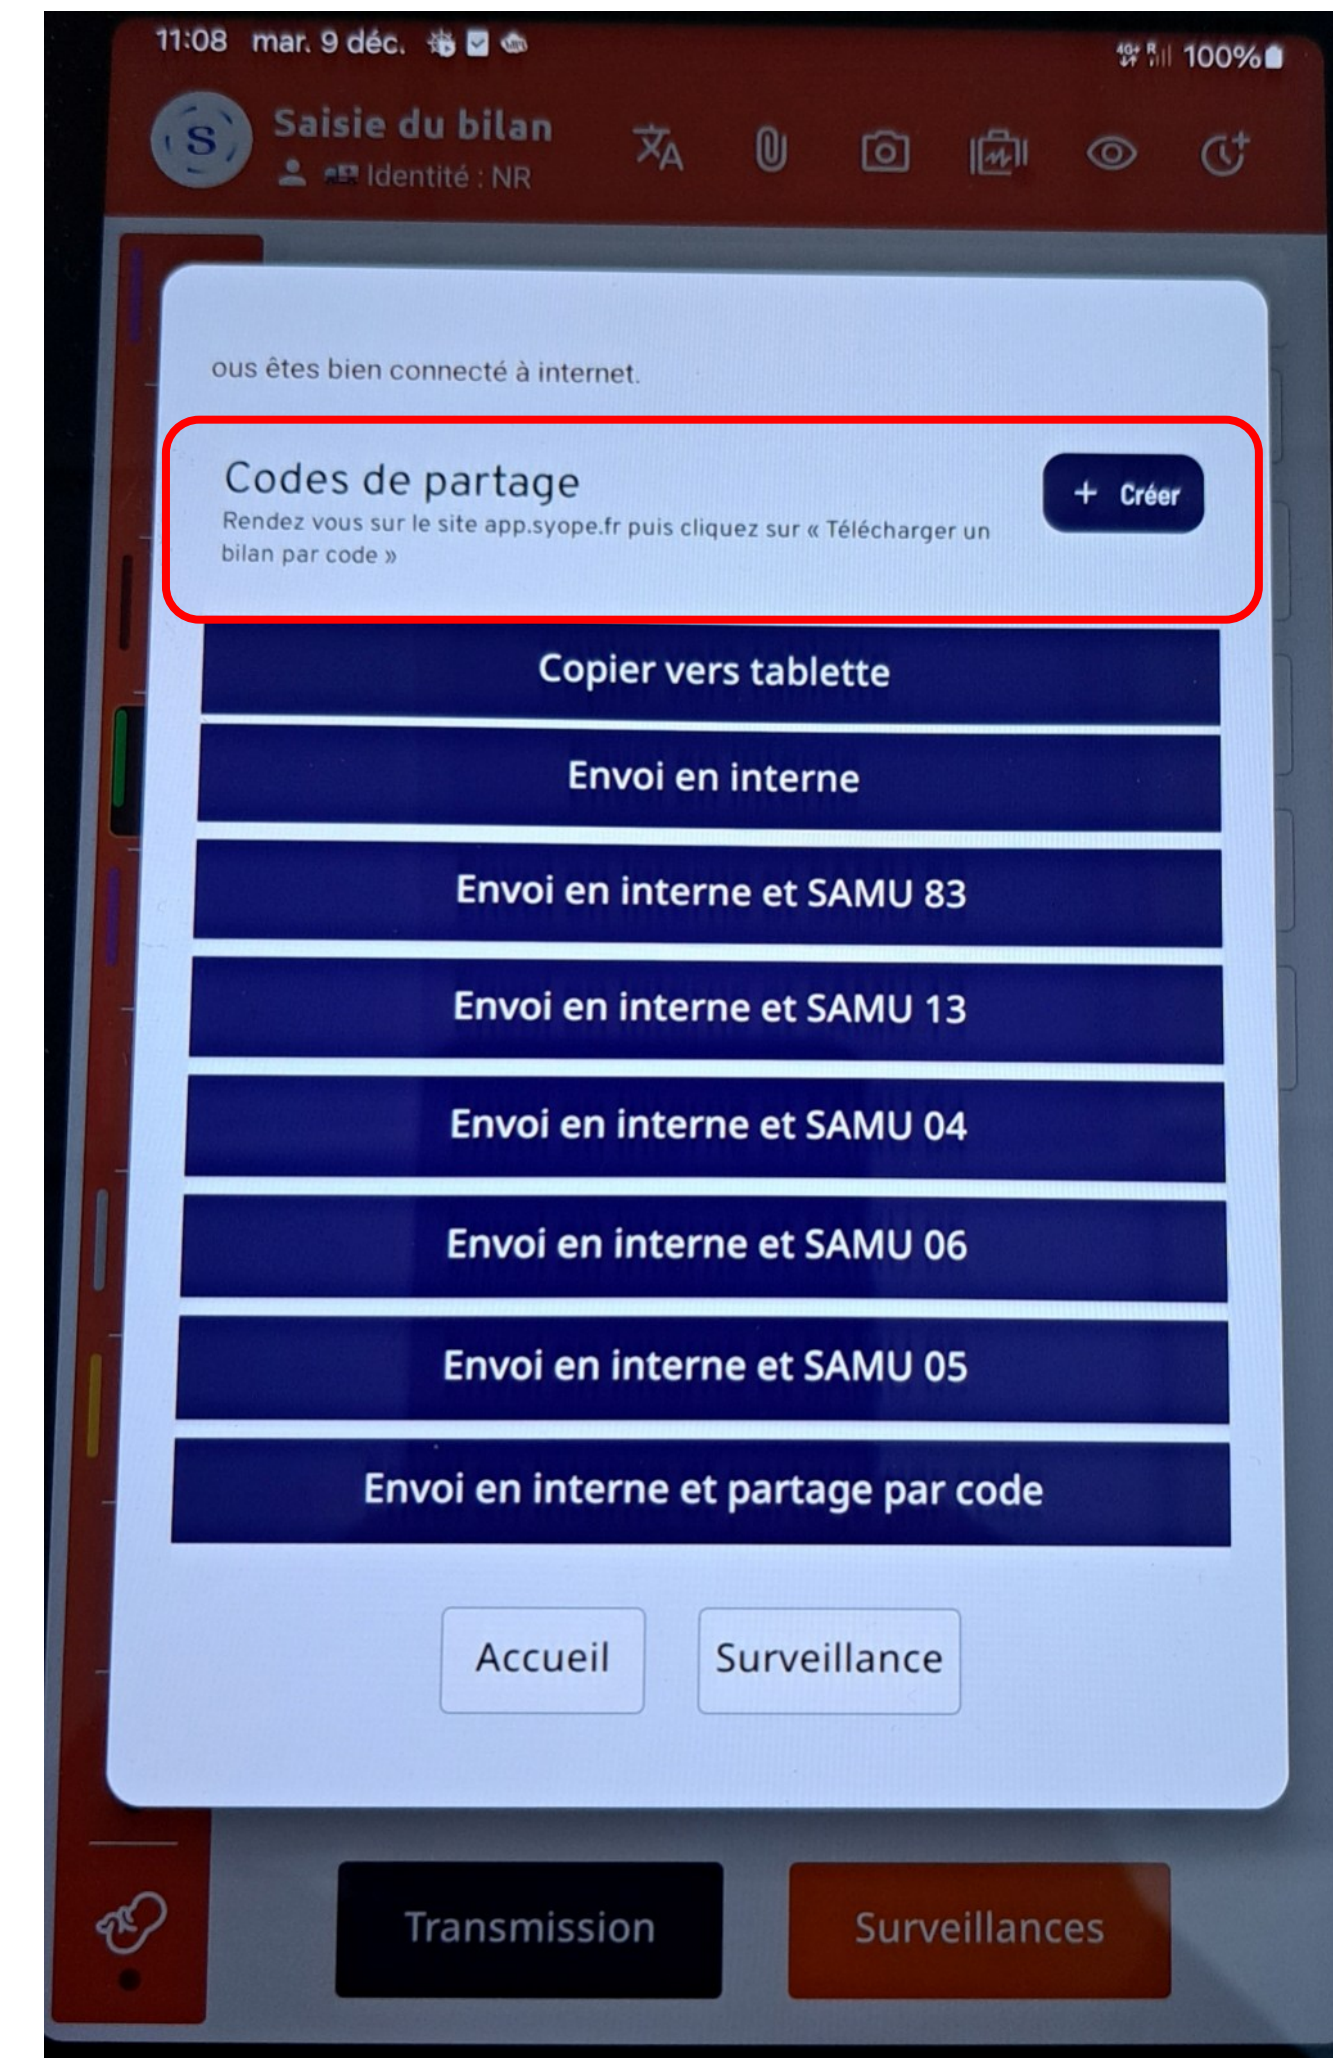 11:08 mar. 9 déc.
4G+ R 100%
S
Saisie du bilan
Identité : NR
ous êtes bien connecté à internet.
Codes de partage
+ Créer
Rendez vous sur le site app.syope.fr puis cliquez sur « Télécharger un
bilan par code »
Copier vers tablette
Envoi en interne
Envoi en interne et SAMU 83
Envoi en interne et SAMU 13
Envoi en interne et SAMU 04
Envoi en interne et SAMU 06
Envoi en interne et SAMU 05
Envoi en interne et partage par code
Accueil
Surveillance
Transmission
Surveillances